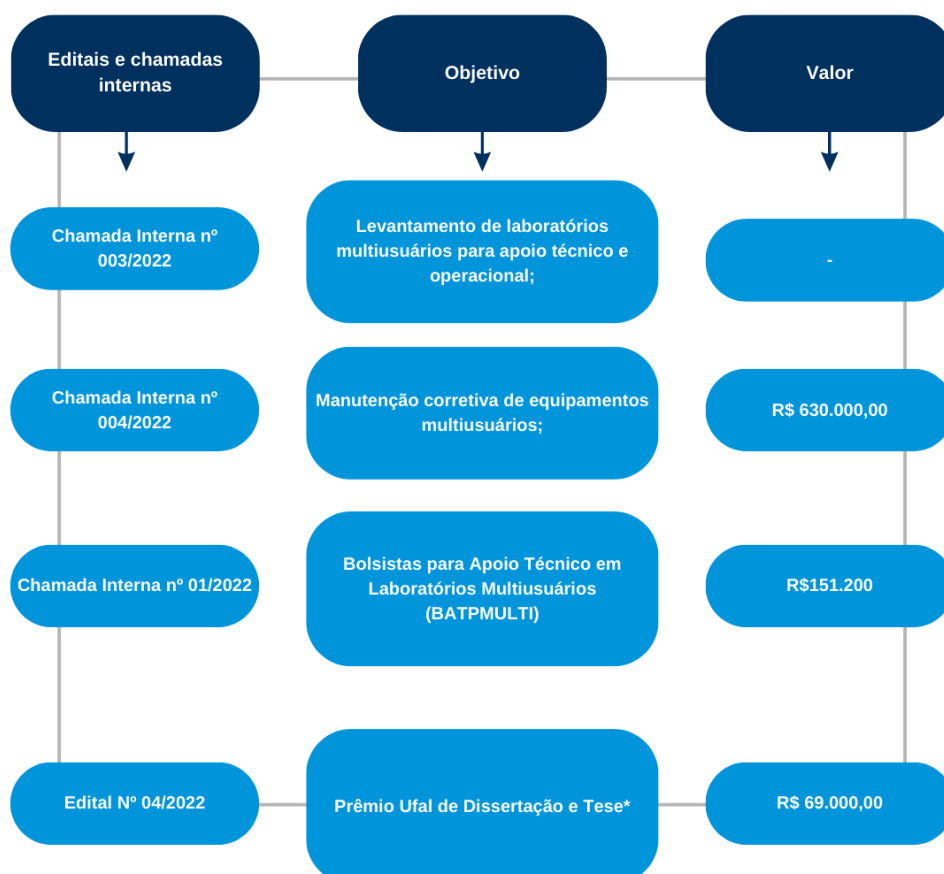 Editais e chamadas
internas
Objetivo
Valor
Chamada Interna nº
003/2022
Levantamento de laboratórios
multiusuários para apoio técnico e
operacional;
-
Chamada Interna nº
004/2022
Manutenção corretiva de equipamentos
multiusuários;
R$ 630.000,00
Chamada Interna nº 01/2022
Bolsistas para Apoio Técnico em
Laboratórios Multiusuários
(BATPMULTI)
R$151.200
Edital Nº 04/2022
Prêmio Ufal de Dissertação e Tese*
R$ 69.000,00